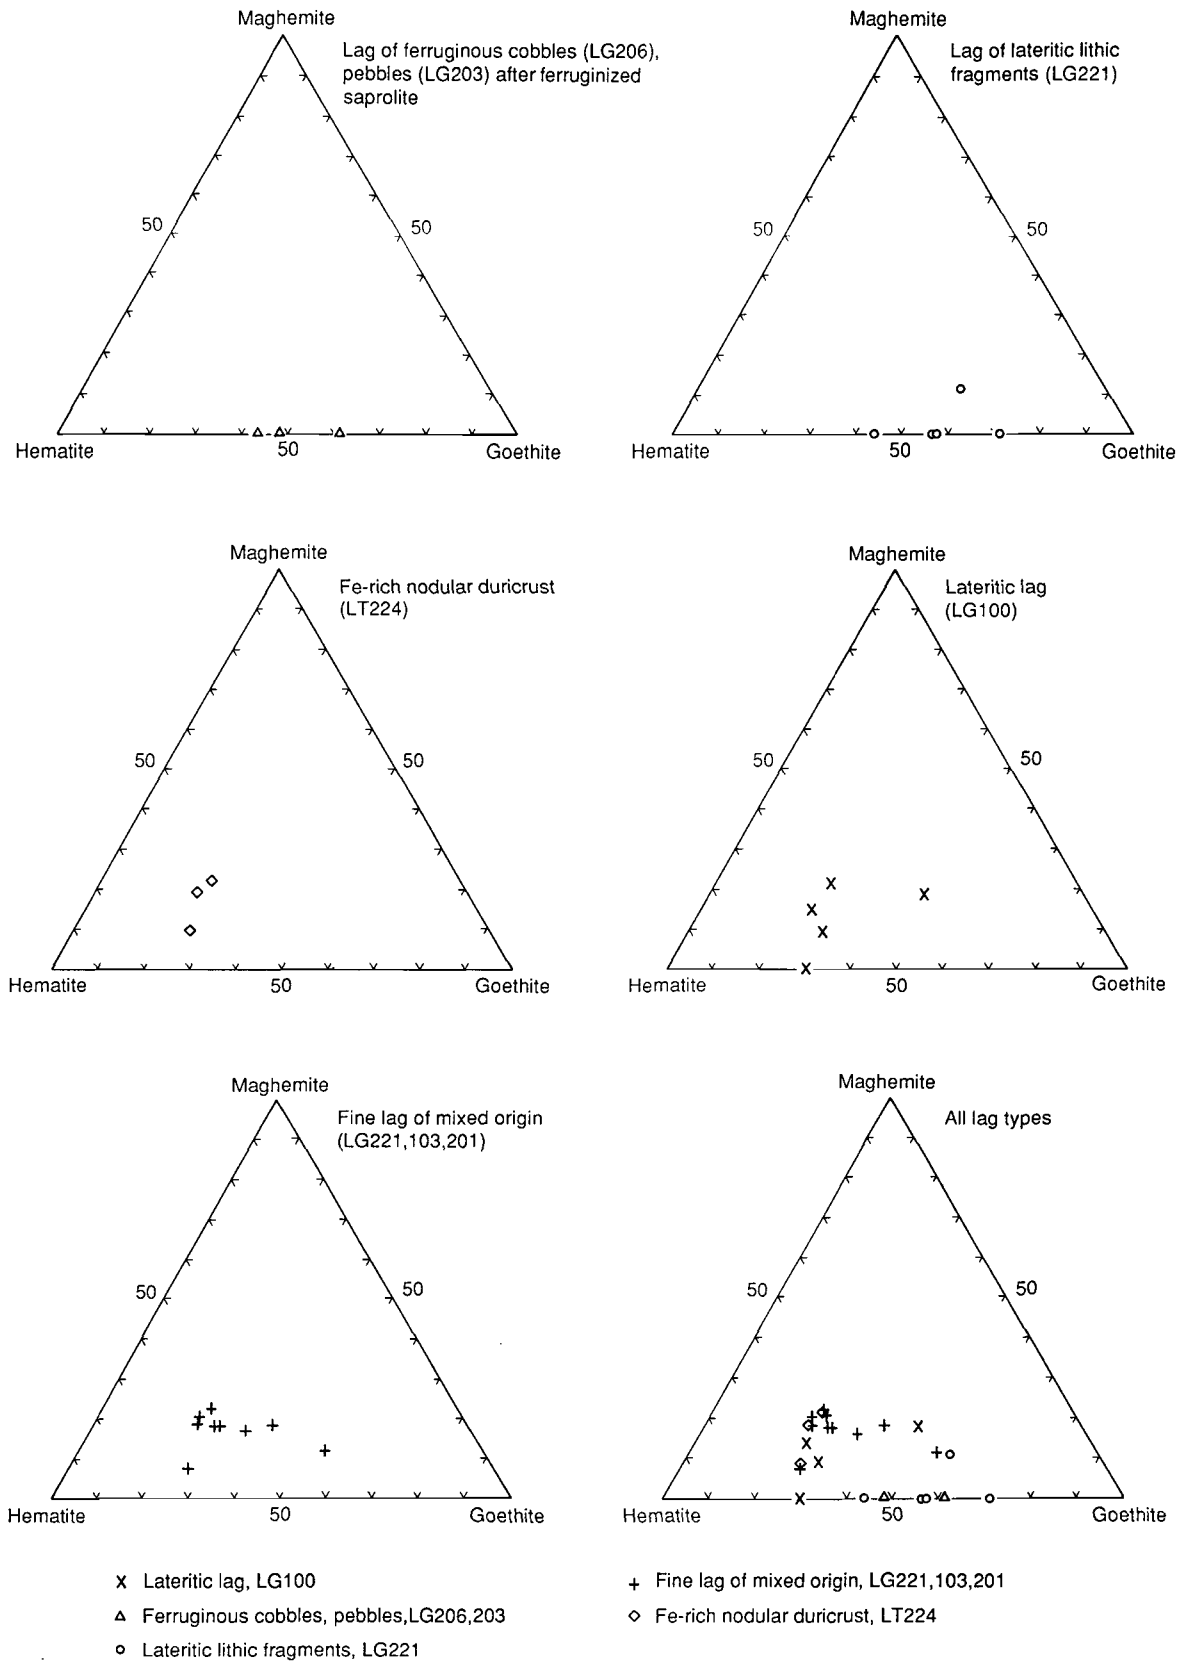 Maghemite
Lag of ferruginous cobbles (LG206),
pebbles (LG203) after ferruginized
saprolite
50
50
Hematite
50
Goethite
Maghemite
Lag of lateritic lithic
fragments (LG221)
50
50
Hematite
50
Goethite
Maghemite
Fe-rich nodular duricrust
(LT224)
50
50
Hematite
50
Goethite
Maghemite
Lateritic lag
(LG100)
50
50
Hematite
50
Goethite
Maghemite
Fine lag of mixed origin
(LG221,103,201)
50
50
Hematite
50
Goethite
Maghemite
All lag types
50
50
Hematite
50
Goethite
Lateritic lag, LG100
Ferruginous cobbles, pebbles,LG206,203
Lateritic lithic fragments, LG221
Fine lag of mixed origin, LG221,103,201
Fe-rich nodular duricrust, LT224